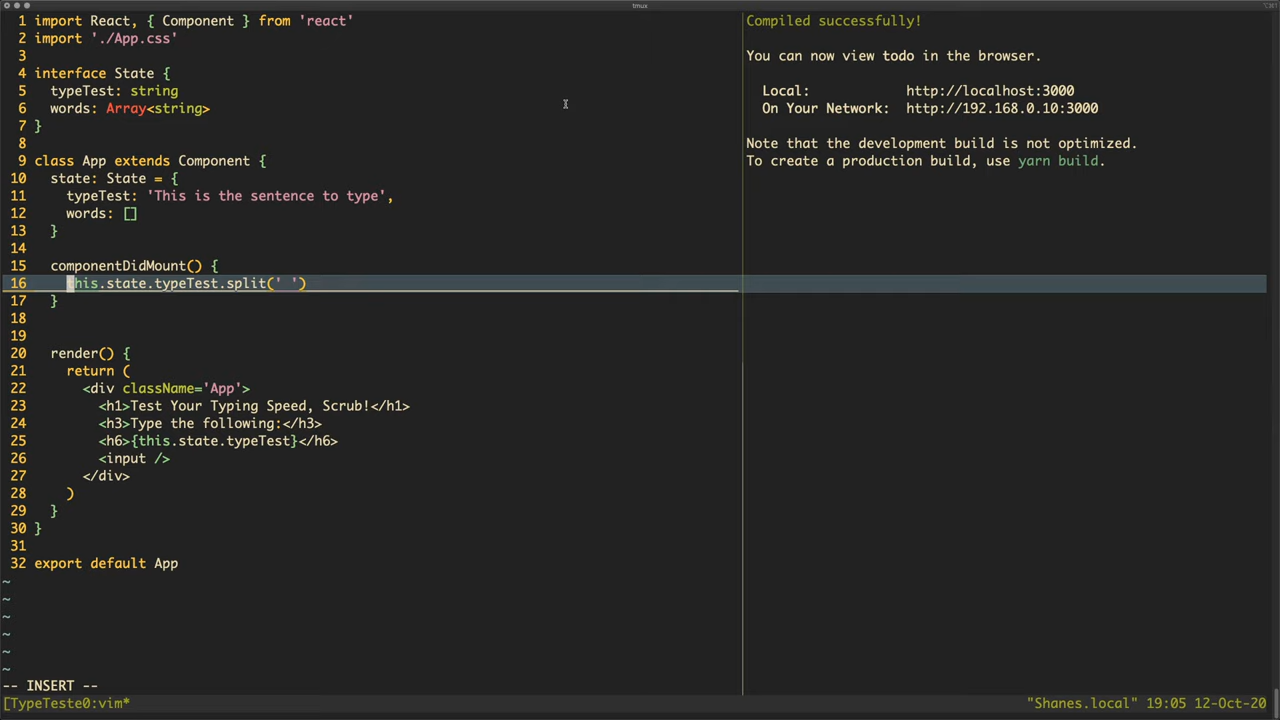 tmux
1 import React, { Component } from 'react'
2 import './App.css'
3
4 interface State {
5   typeTest: string
6   words: Array<string>
7 }
8
9 class App extends Component {
10   state: State = {
11     typeTest: 'This is the sentence to type',
12     words: []
13   }
14
15   componentDidMount() {
16     this.state.typeTest.split(' ')
17   }
18
19
20   render() {
21     return (
22       <div className='App'>
23         <h1>Test Your Typing Speed, Scrub!</h1>
24         <h3>Type the following:</h3>
25         <h6>{this.state.typeTest}</h6>
26         <input />
27       </div>
28     )
29   }
30 }
31
32 export default App
~
~
~
~
~
~
-- INSERT --
Compiled successfully!
You can now view todo in the browser.
Local: http://localhost:3000
On Your Network: http://192.168.0.10:3000
Note that the development build is not optimized.
To create a production build, use yarn build.
[TypeTeste0:vim* "Shanes.local" 19:05 12-Oct-20